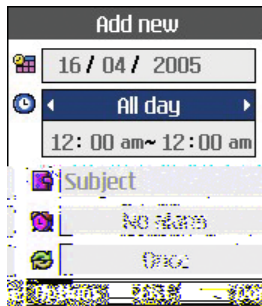 Add new
16 / 04 / 2005
All day
12: 00 am~ 12 :00 am
Subject
No alarm
Once